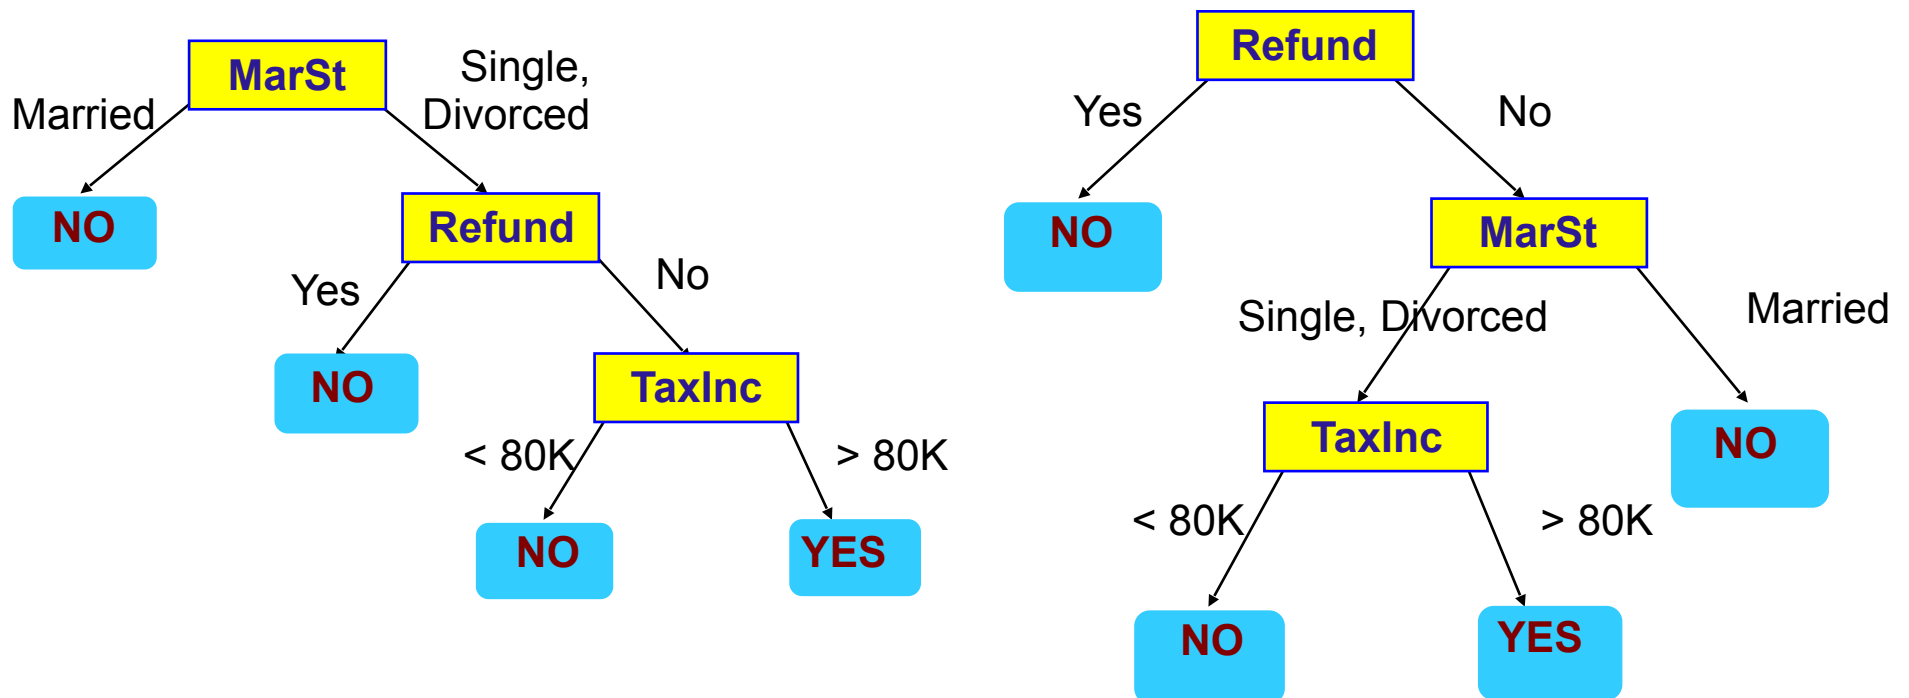 MarSt
Single,
Married
Divorced
NO
Refund
Yes
No
NO
TaxInc
< 80K
> 80K
NO
YES
Refund
Yes
No
NO
MarSt
Single, Divorced
Married
TaxInc
NO
< 80K
> 80K
NO
YES